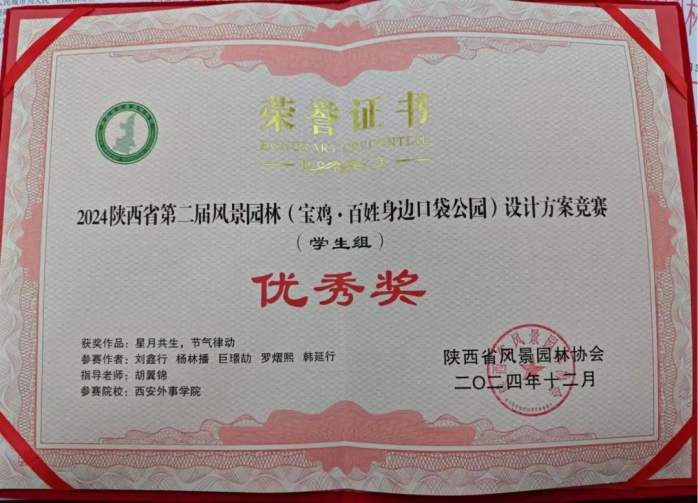 荣誉证书
HONORARY CREDENTIAL
2024陕西省第二届风景园林(宝鸡·百姓身边口袋公园)设计方案竞赛
(学生组)
优秀奖
获奖作品:星月共生,节气律动
参赛作者:刘鑫行 杨林播 巨璟劼 罗熠熙 韩延行
指导老师:胡翼锦
参赛院校:西安外事学院
陕西省风景园林协会
二〇二四年十二月